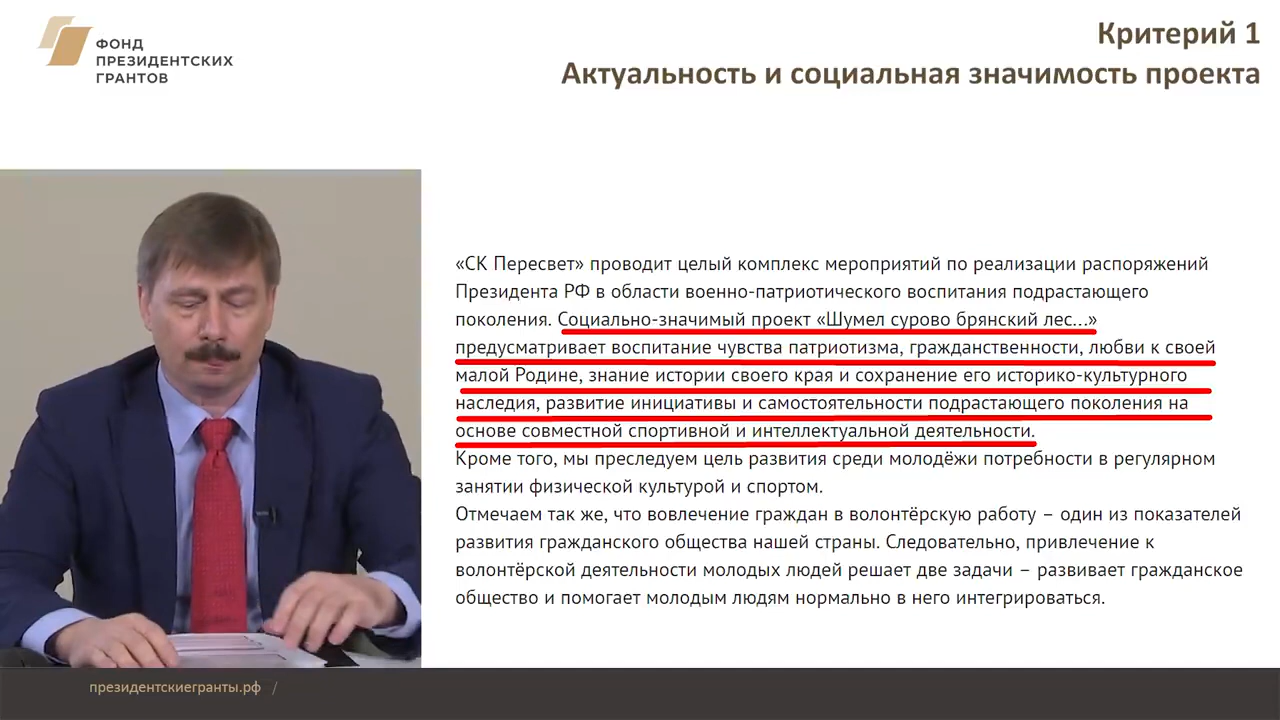 ФОНД
ПРЕЗИДЕНТСКИХ
ГРАНТОВ
Критерий 1
Актуальность и социальная значимость проекта
«СК Пересвет» проводит целый комплекс мероприятий по реализации распоряжений
Президента РФ в области военно-патриотического воспитания подрастающего
поколения. Социально-значимый проект «Шумел сурово брянский лес...»
предусматривает воспитание чувства патриотизма, гражданственности, любви к своей
малой Родине, знание истории своего края и сохранение его историко-культурного
наследия, развитие инициативы и самостоятельности подрастающего поколения на
основе совместной спортивной и интеллектуальной деятельности.
Кроме того, мы преследуем цель развития среди молодёжи потребности в регулярном
занятии физической культурой и спортом.
Отмечаем так же, что вовлечение граждан в волонтёрскую работу – один из показателей
развития гражданского общества нашей страны. Следовательно, привлечение к
волонтёрской деятельности молодых людей решает две задачи – развивает гражданское
общество и помогает молодым людям нормально в него интегрироваться.
президентскиегранты.рф /